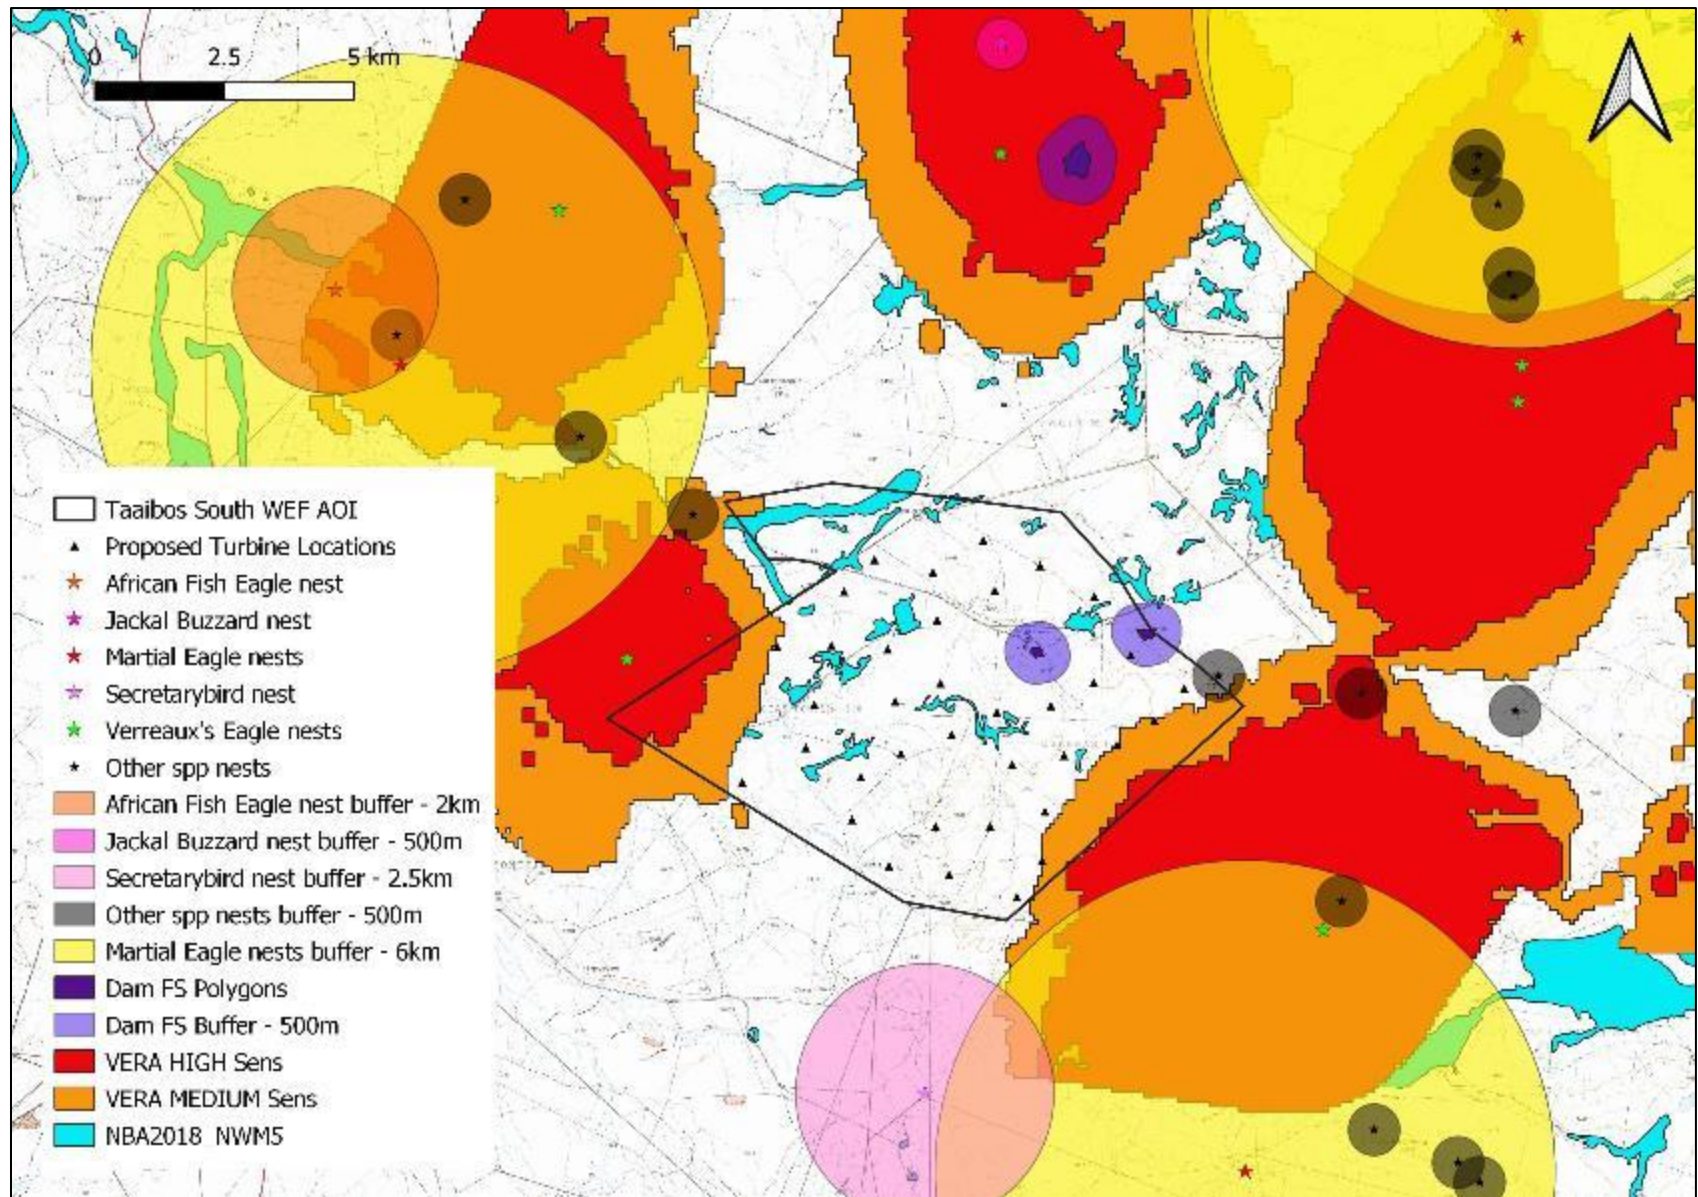 0 2.5 5 km
Taaibos South WEF AOI
Proposed Turbine Locations
African Fish Eagle nest
Jackal Buzzard nest
Martial Eagle nests
Secretarybird nest
Verreaux's Eagle nests
Other spp nests
African Fish Eagle nest buffer - 2km
Jackal Buzzard nest buffer - 500m
Secretarybird nest buffer - 2.5km
Other spp nests buffer - 500m
Martial Eagle nests buffer - 6km
Dam FS Polygons
Dam FS Buffer - 500m
VERA HIGH Sens
VERA MEDIUM Sens
NBA2018 NWM5